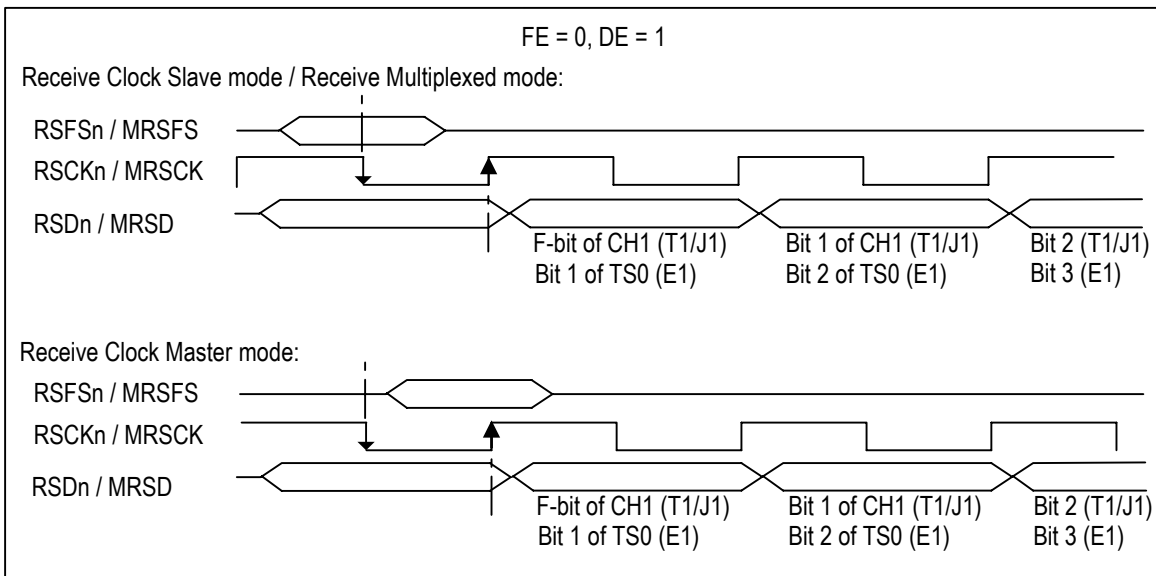 FE = 0, DE = 1
Receive Clock Slave mode / Receive Multiplexed mode:
RSFSn / MRSFS
RSCKn / MRSCK
RSDn / MRSD
F-bit of CH1 (T1/J1) Bit 1 of CH1 (T1/J1) Bit 2 (T1/J1)
Bit 1 of TS0 (E1) Bit 2 of TS0 (E1) Bit 3 (E1)
Receive Clock Master mode:
RSFSn / MRSFS
RSCKn / MRSCK
RSDn / MRSD
F-bit of CH1 (T1/J1) Bit 1 of CH1 (T1/J1) Bit 2 (T1/J1)
Bit 1 of TS0 (E1) Bit 2 of TS0 (E1) Bit 3 (E1)